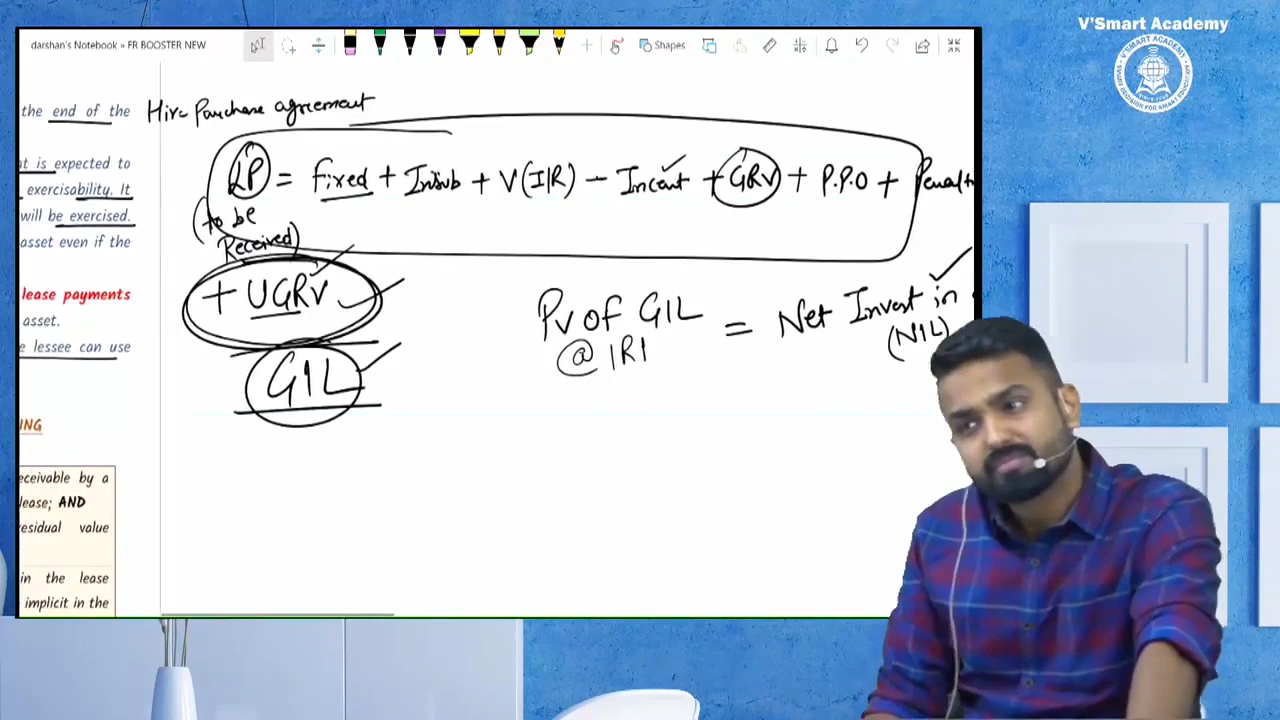 V'Smart Academy
darshan's Notebook » FR BOOSTER NEW
Shapes
the end of the
Hire Purchase agreement
at is expected to
exercisability. It
will be exercised.
asset even if the
lease payments
asset.
e lessee can use
NG
eceivable by a
lease; AND
residual value
in the lease
implicit in the
LP = fixed + Insub + V(I|R) - Incent + GRV + P.P.O + Penalt
(to be
Received)
+ UGRV
GIL
PV of GIL = Net Invest in
@ IRI
(NIL)